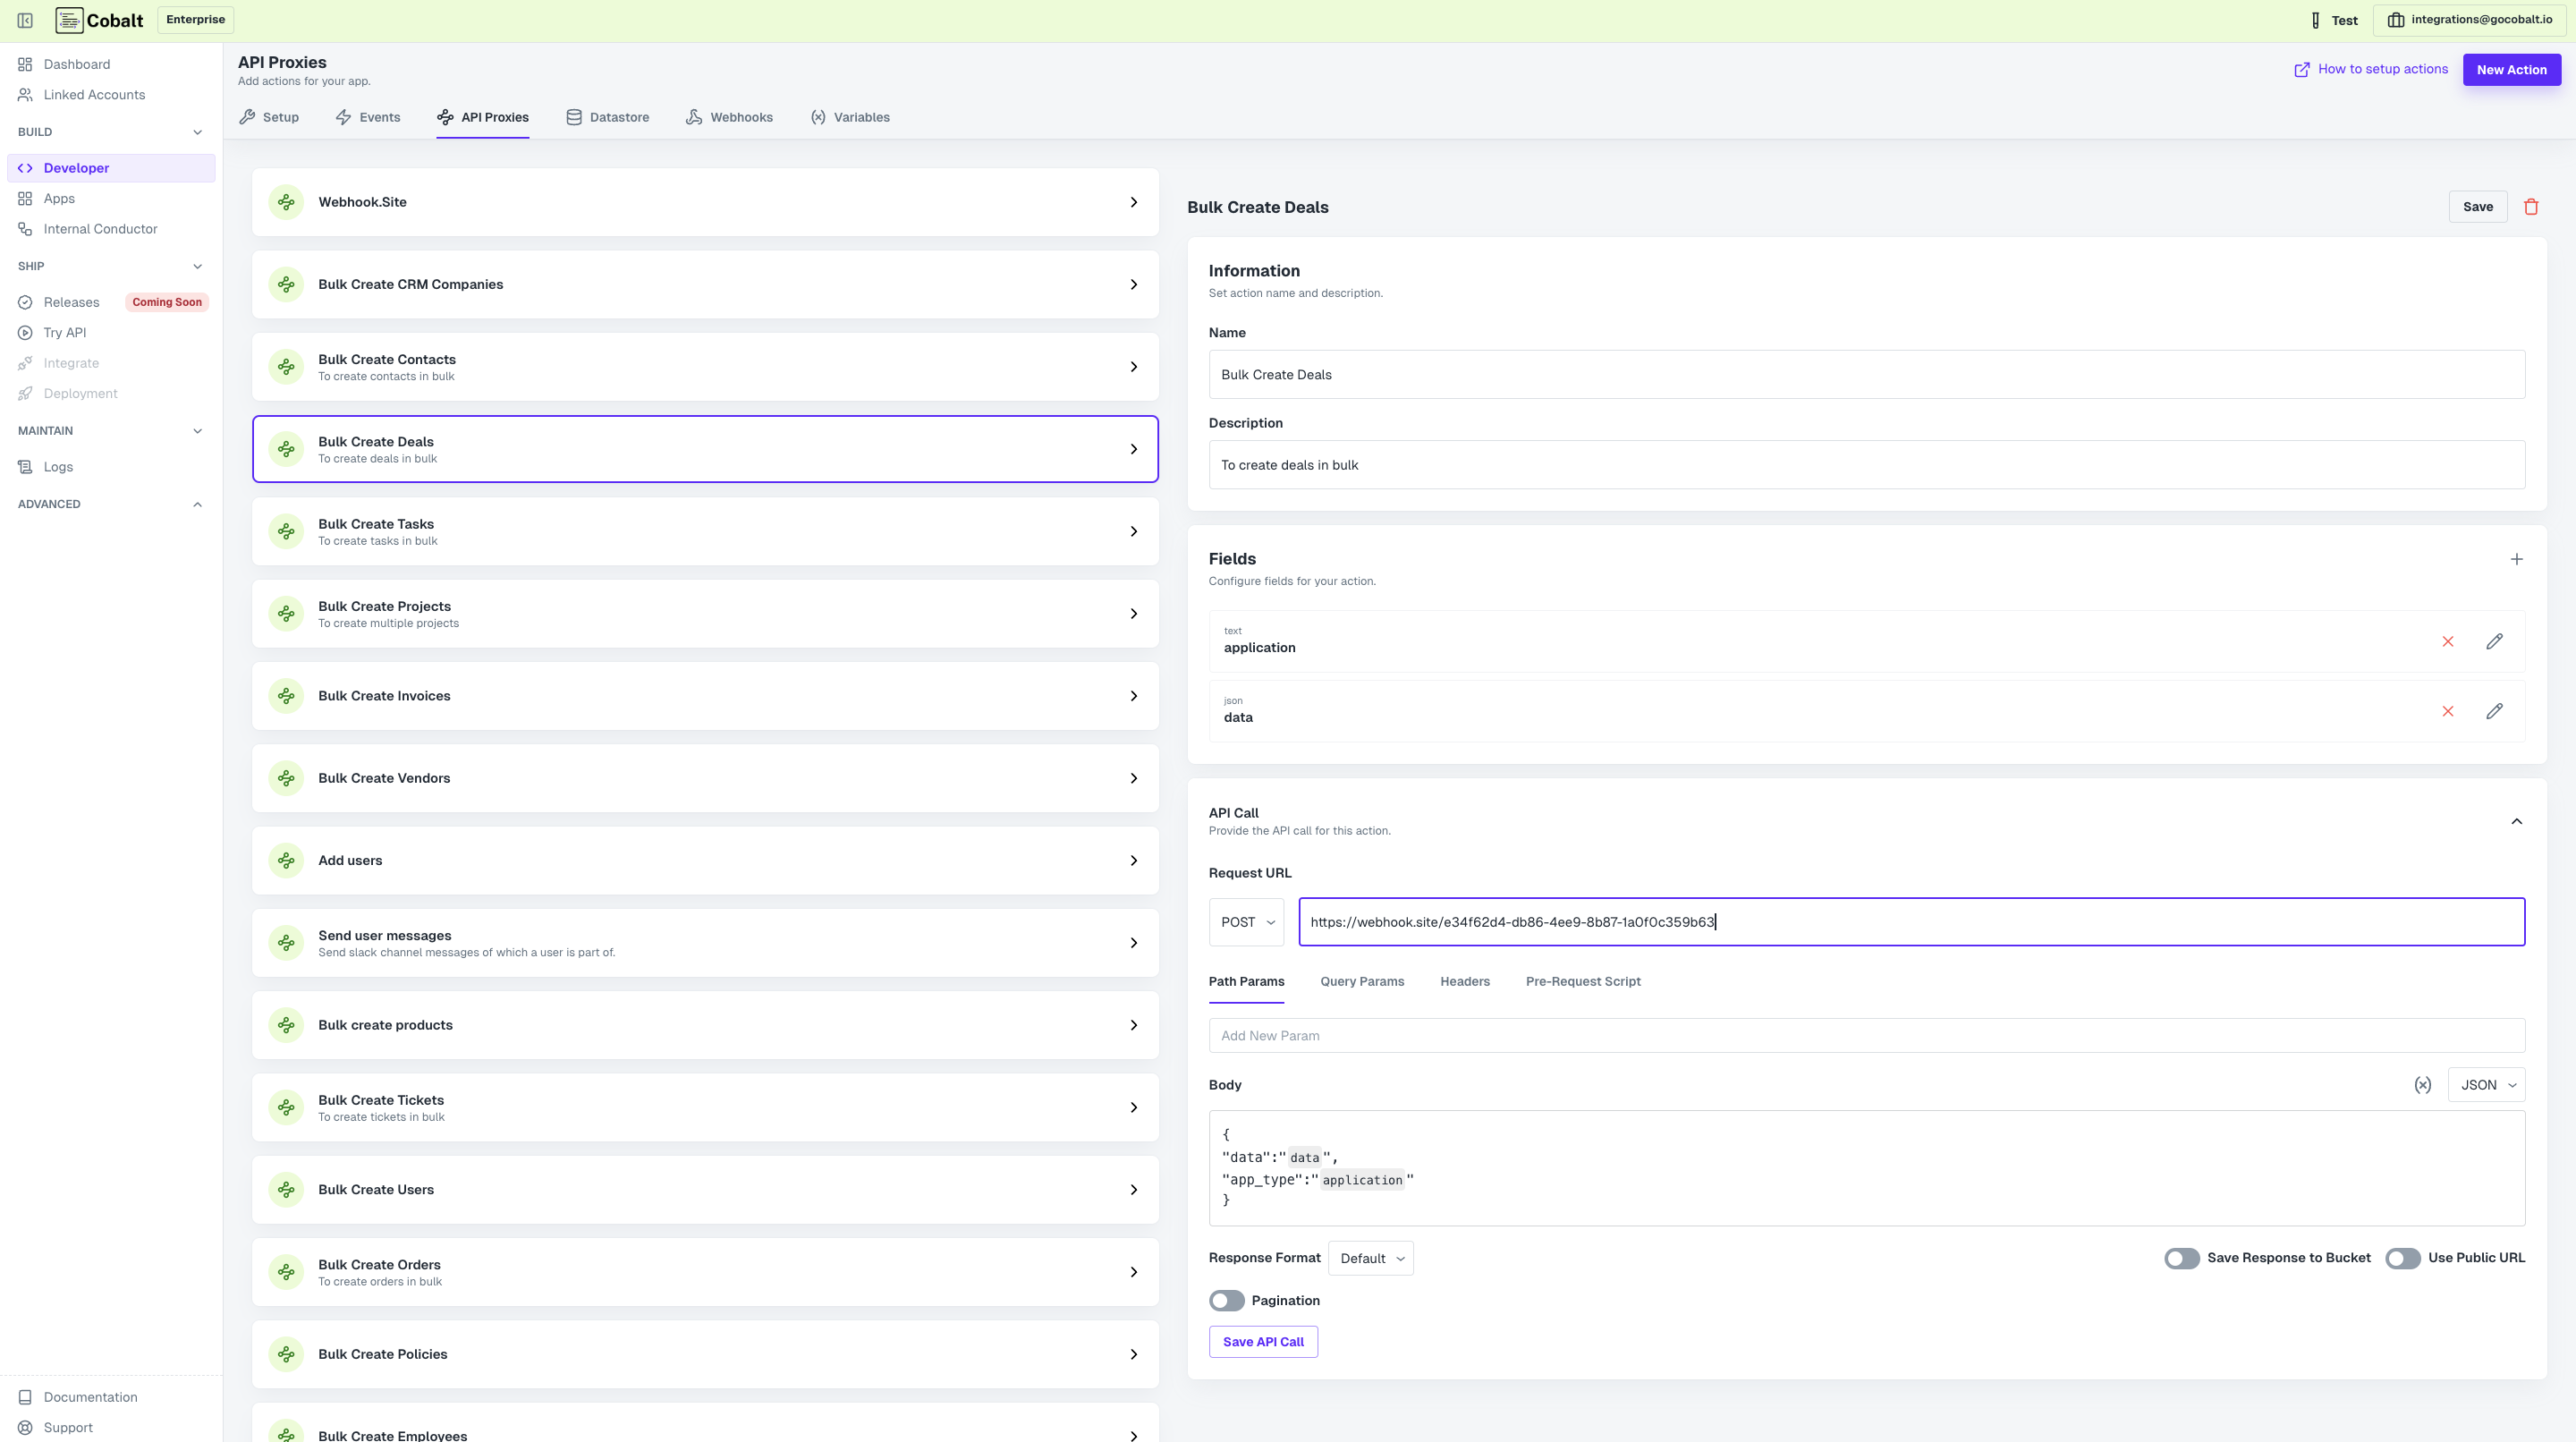 Cobalt
Enterprise
Test
integrations@gocobalt.io
Dashboard
Linked Accounts
BUILD
Developer
Apps
Internal Conductor
SHIP
Releases
Coming Soon
Try API
Integrate
Deployment
MAINTAIN
Logs
ADVANCED
Documentation
Support
API Proxies
Add actions for your app.
How to setup actions
New Action
Setup
Events
API Proxies
Datastore
Webhooks
Variables
Webhook.Site
Bulk Create CRM Companies
Bulk Create Contacts
To create contacts in bulk
Bulk Create Deals
To create deals in bulk
Bulk Create Tasks
To create tasks in bulk
Bulk Create Projects
To create multiple projects
Bulk Create Invoices
Bulk Create Vendors
Add users
Send user messages
Send slack channel messages of which a user is part of.
Bulk create products
Bulk Create Tickets
To create tickets in bulk
Bulk Create Users
Bulk Create Orders
To create orders in bulk
Bulk Create Policies
Bulk Create Employees
Bulk Create Deals
Save
Information
Set action name and description.
Name
Bulk Create Deals
Description
To create deals in bulk
Fields
Configure fields for your action.
text
application
json
data
API Call
Provide the API call for this action.
Request URL
POST
https://webhook.site/e34f62d4-db86-4ee9-8b87-1a0f0c359b63
Path Params
Query Params
Headers
Pre-Request Script
Add New Param
Body
JSON
{
"data":"data",
"app_type":"application"
}
Response Format
Default
Save Response to Bucket
Use Public URL
Pagination
Save API Call